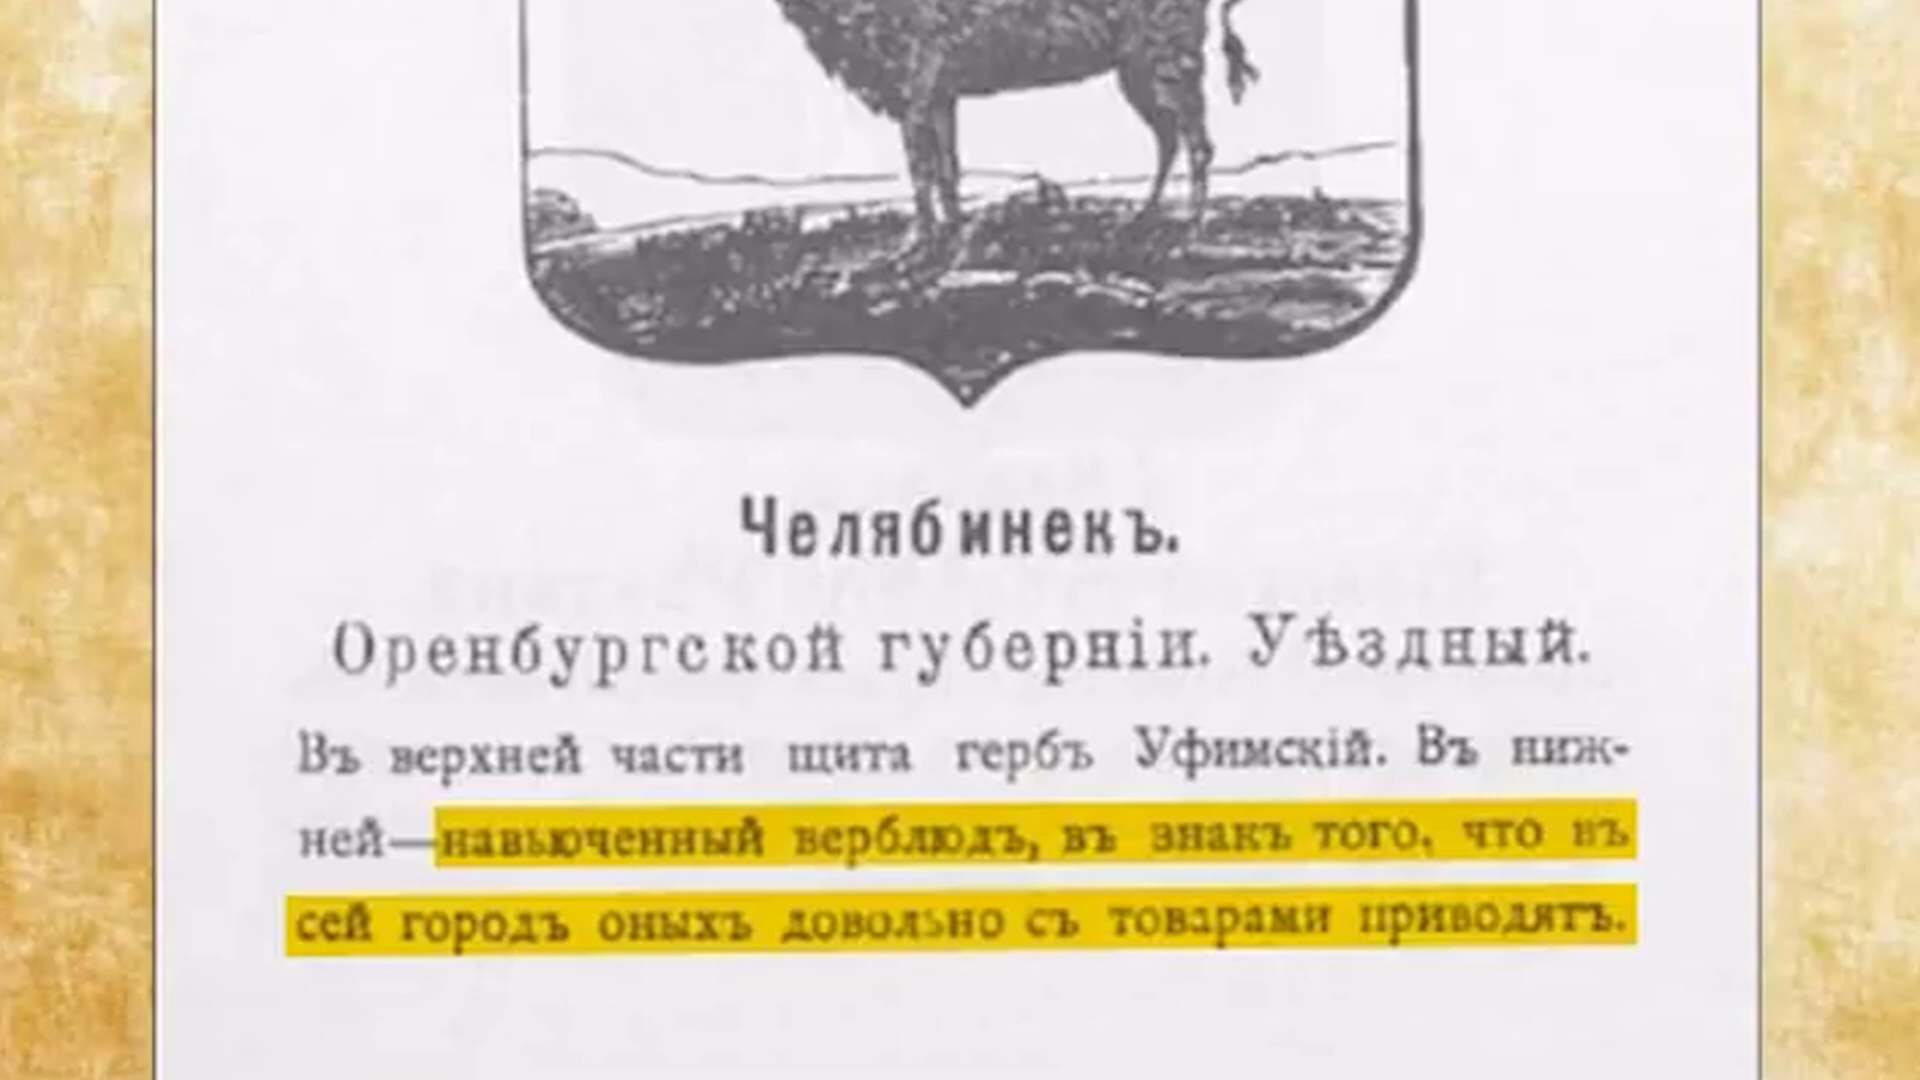 Челябинскъ.
Оренбургской губерніи. Уѣздный.
Въ верхней части щита гербъ Уфимскій. Въ ниж-
ней—навьюченный верблюдъ, въ знакъ того, что въ
сей городъ оныхъ довольно съ товарами приводятъ.